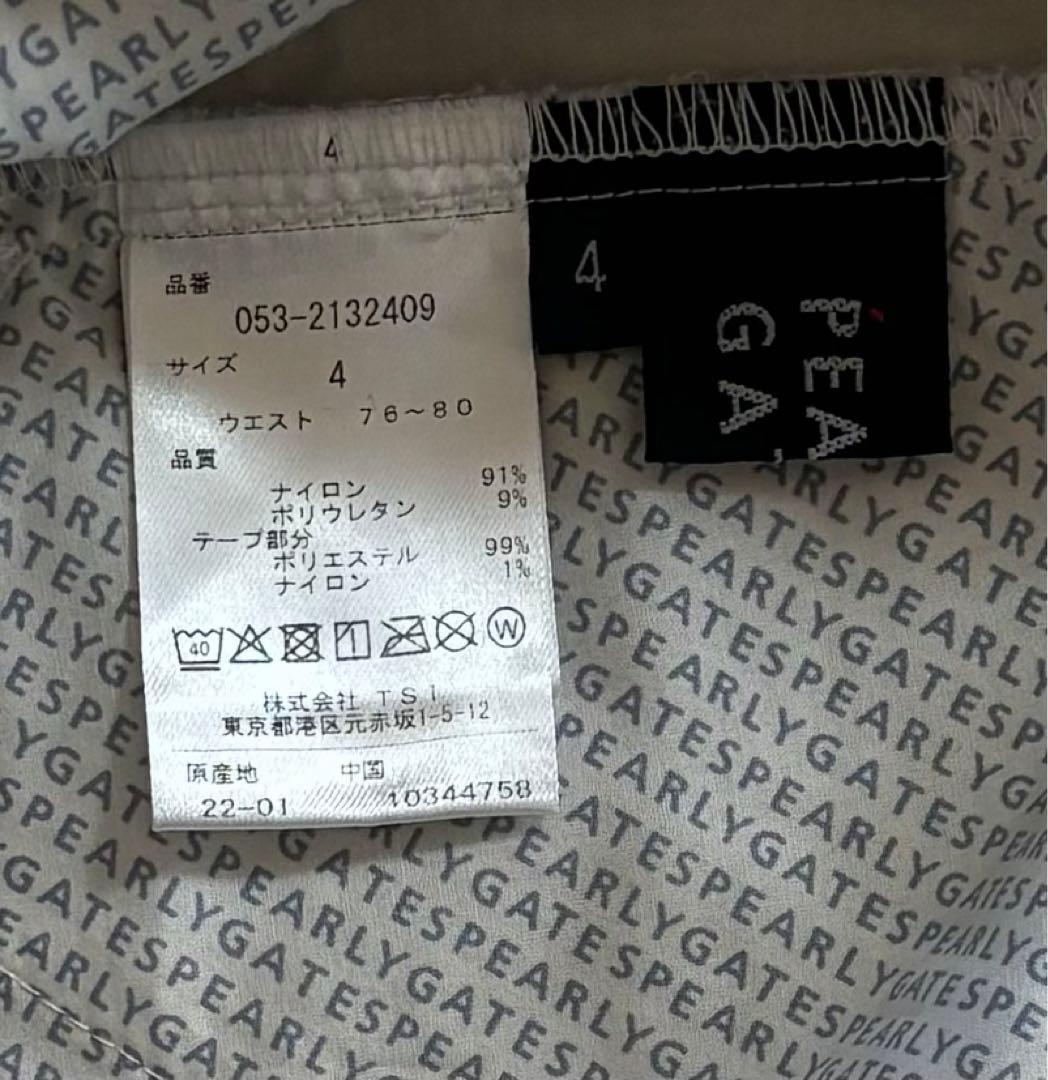 4
品番
053-2132409
サイズ
4
ウエスト 76～80
品質
ナイロン 91%
ポリウレタン 9%
テープ部分
ポリエステル 99%
ナイロン 1%
40
W
株式会社 TSI
東京都港区元赤坂1-5-12
原産地 中国
22-01 10344758
4
PEA
GA
PEARLYGATES